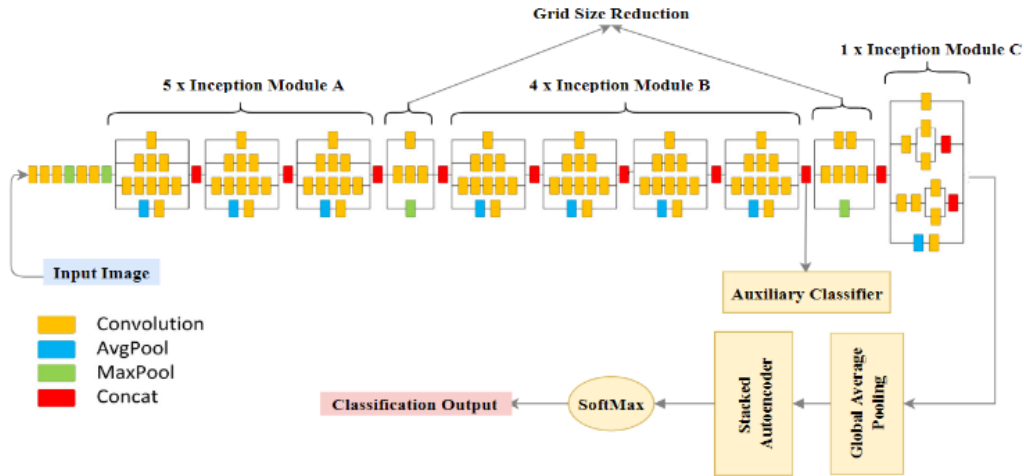 Grid Size Reduction
1 x Inception Module C
5 x Inception Module A
4 x Inception Module B
Input Image
Auxiliary Classifier
Convolution
AvgPool
MaxPool
Concat
Classification Output
SoftMax
Stacked
Autoencoder
Global Average
Pooling